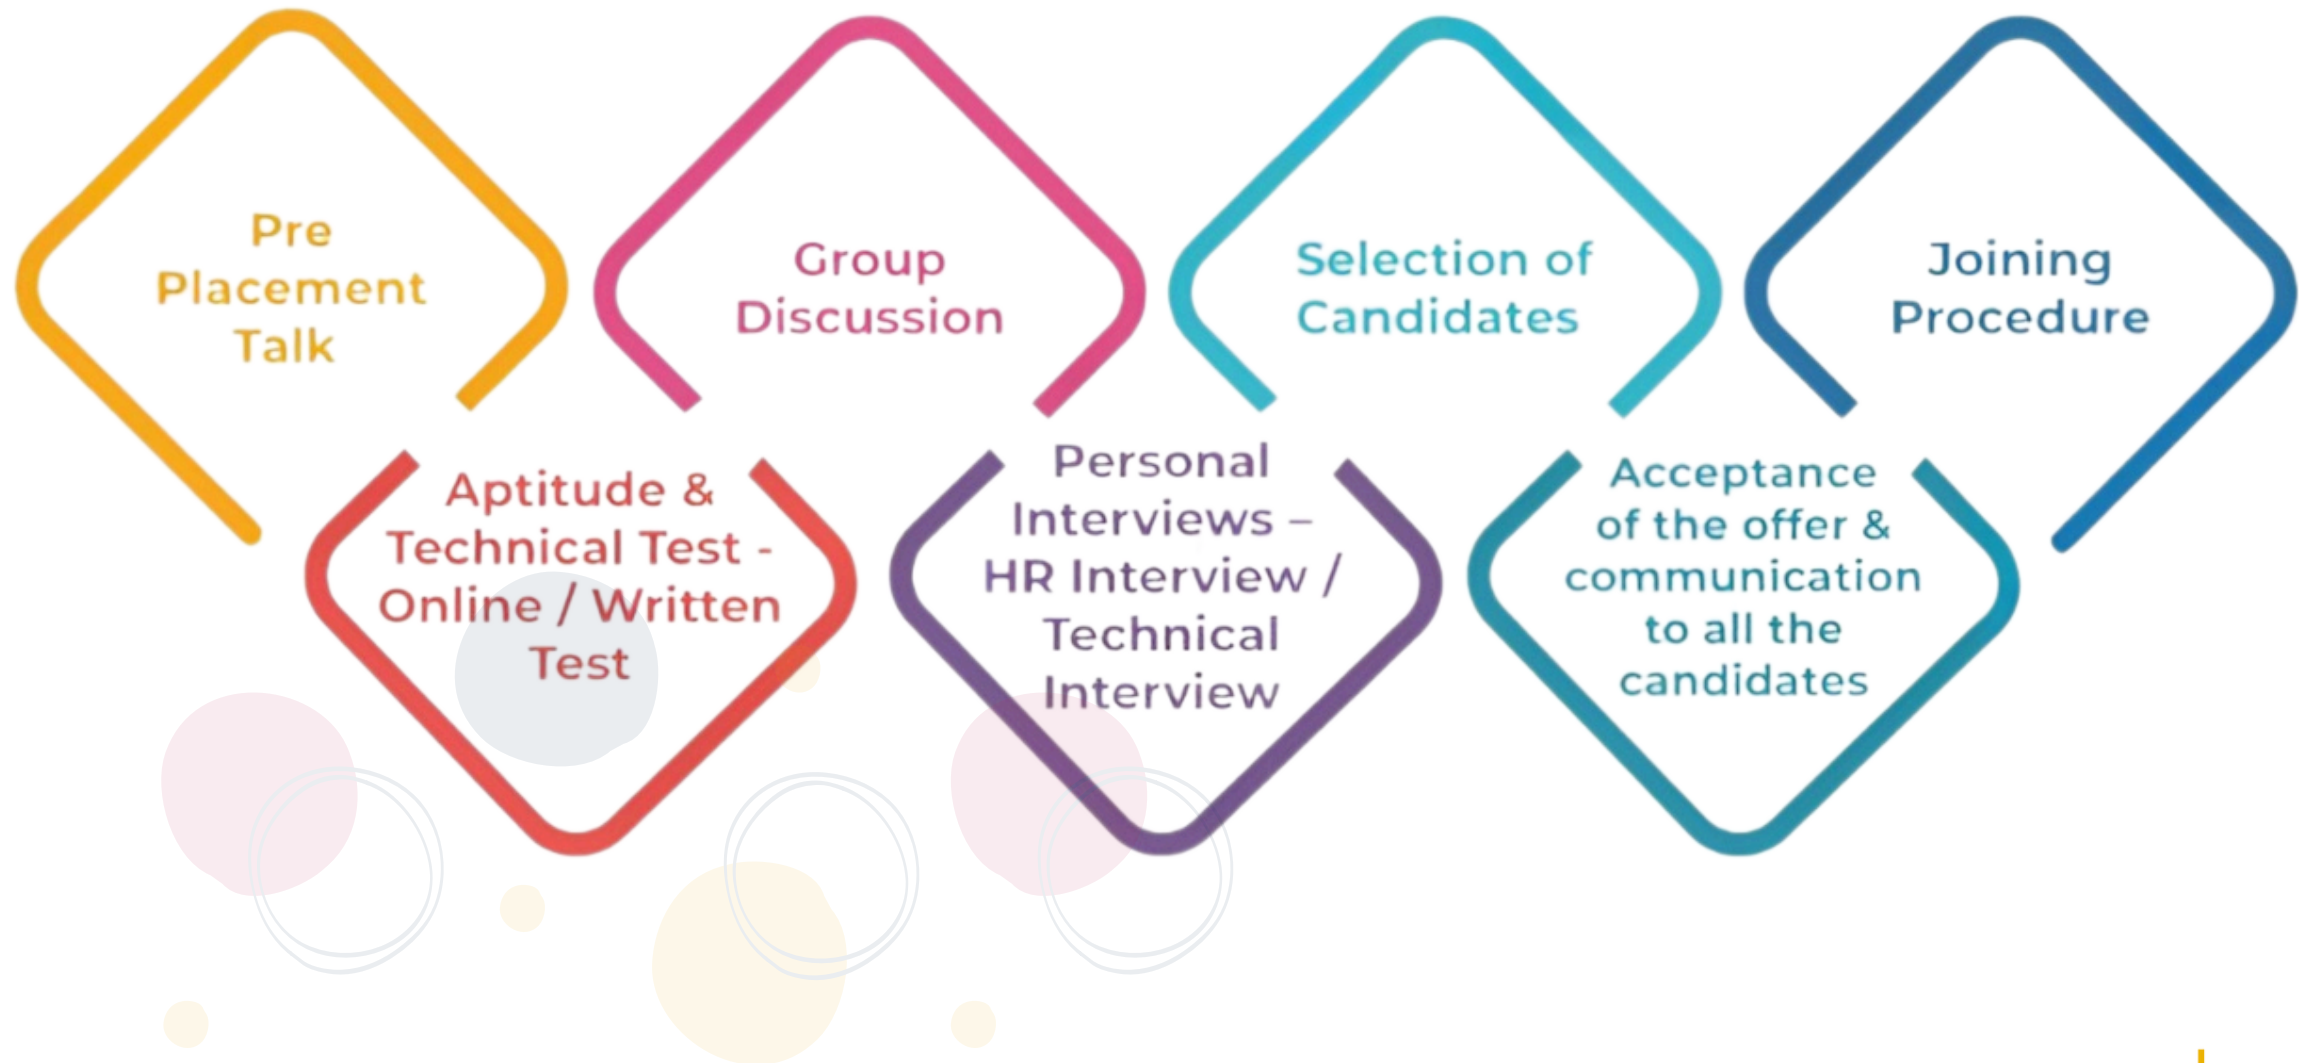 Pre
Placement
Talk
Aptitude &
Technical Test -
Online / Written
Test
Group
Discussion
Personal
Interviews –
HR Interview /
Technical
Interview
Selection of
Candidates
Acceptance
of the offer &
communication
to all the
candidates
Joining
Procedure